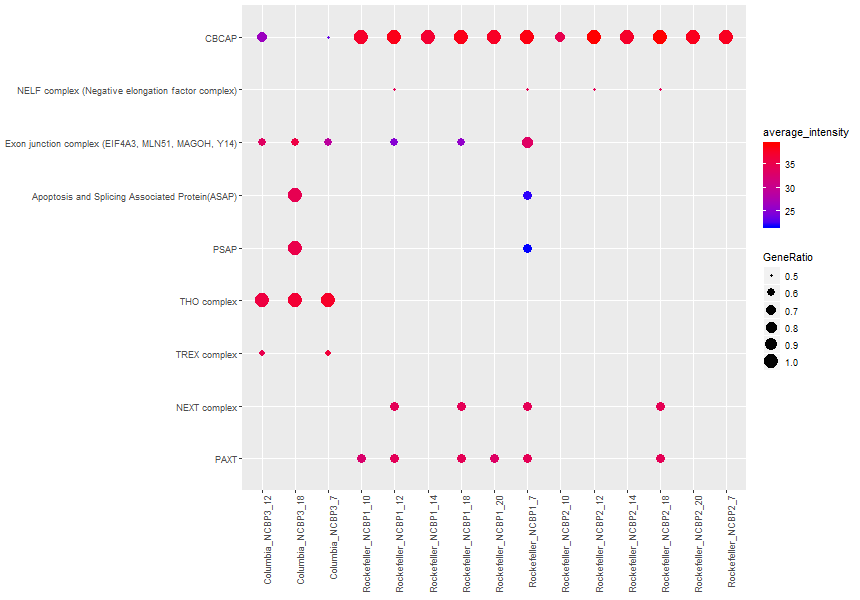 CBCAP
NELF complex (Negative elongation factor complex)
Exon junction complex (EIF4A3, MLN51, MAGOH, Y14)
Apoptosis and Splicing Associated Protein(ASAP)
PSAP
THO complex
TREX complex
NEXT complex
PAXT
Columbia_NCBP3_12
Columbia_NCBP3_18
Columbia_NCBP3_7
Rockefeller_NCBP1_10
Rockefeller_NCBP1_12
Rockefeller_NCBP1_14
Rockefeller_NCBP1_18
Rockefeller_NCBP1_20
Rockefeller_NCBP1_7
Rockefeller_NCBP2_10
Rockefeller_NCBP2_12
Rockefeller_NCBP2_14
Rockefeller_NCBP2_18
Rockefeller_NCBP2_20
Rockefeller_NCBP2_7
average_intensity
35
30
25
GeneRatio
0.5
0.6
0.7
0.8
0.9
1.0